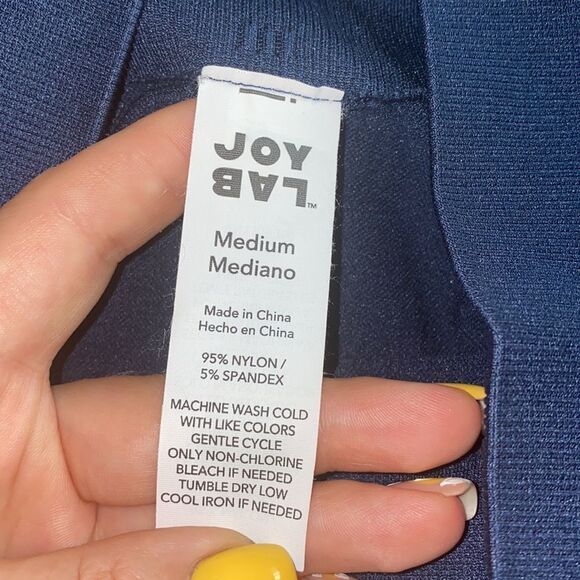 JOY
LAB™
Medium
Mediano
Made in China
Hecho en China
95% NYLON /
5% SPANDEX
MACHINE WASH COLD
WITH LIKE COLORS
GENTLE CYCLE
ONLY NON-CHLORINE
BLEACH IF NEEDED
TUMBLE DRY LOW
COOL IRON IF NEEDED